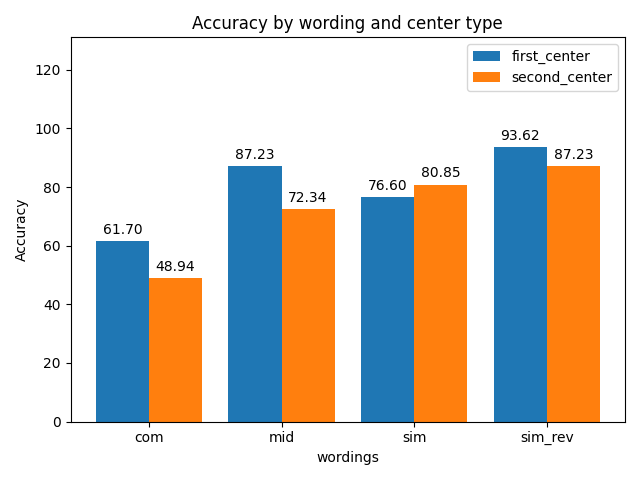 Accuracy by wording and center type
Accuracy
120
100
80
60
40
20
0
first_center
second_center
61.70
48.94
87.23
72.34
76.60
80.85
93.62
87.23
com
mid
sim
sim_rev
wordings